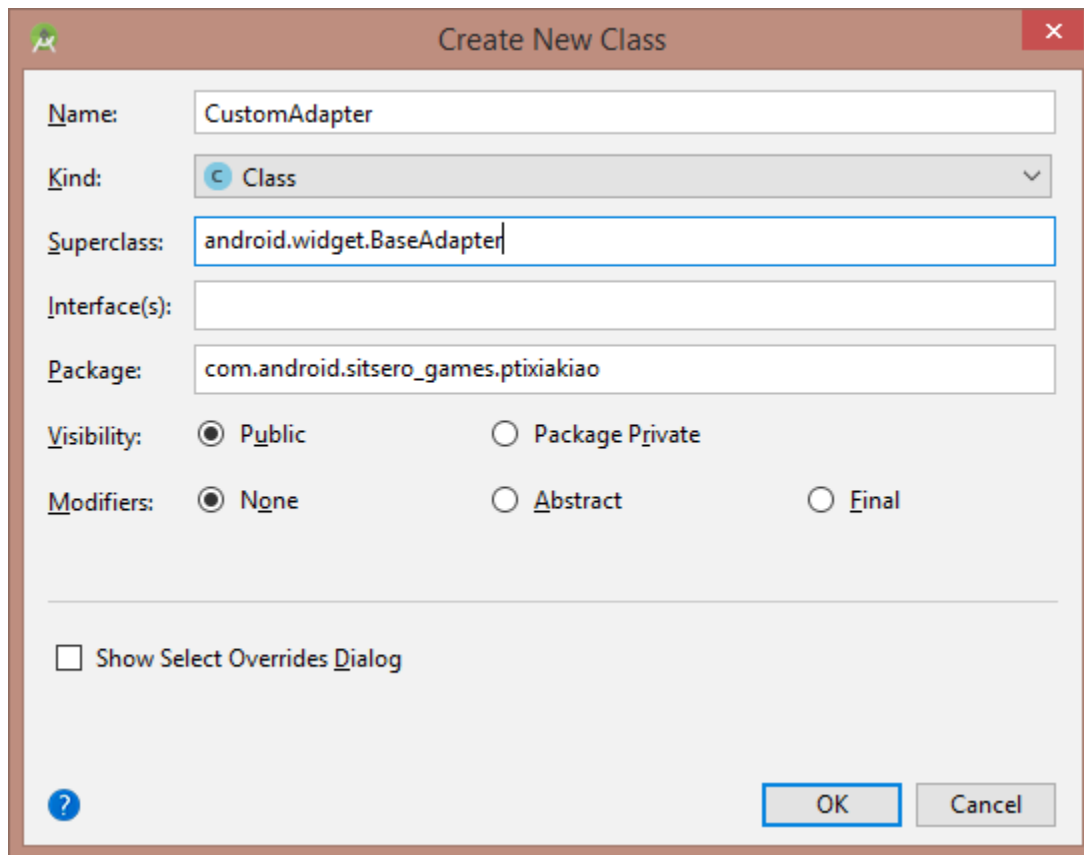 Create New Class
Name: CustomAdapter
Kind: C Class
Superclass: android.widget.BaseAdapter
Interface(s):
Package: com.android.sitsero_games.ptixiakiao
Visibility: Public Package Private
Modifiers: None Abstract Final
Show Select Overrides Dialog
? OK Cancel